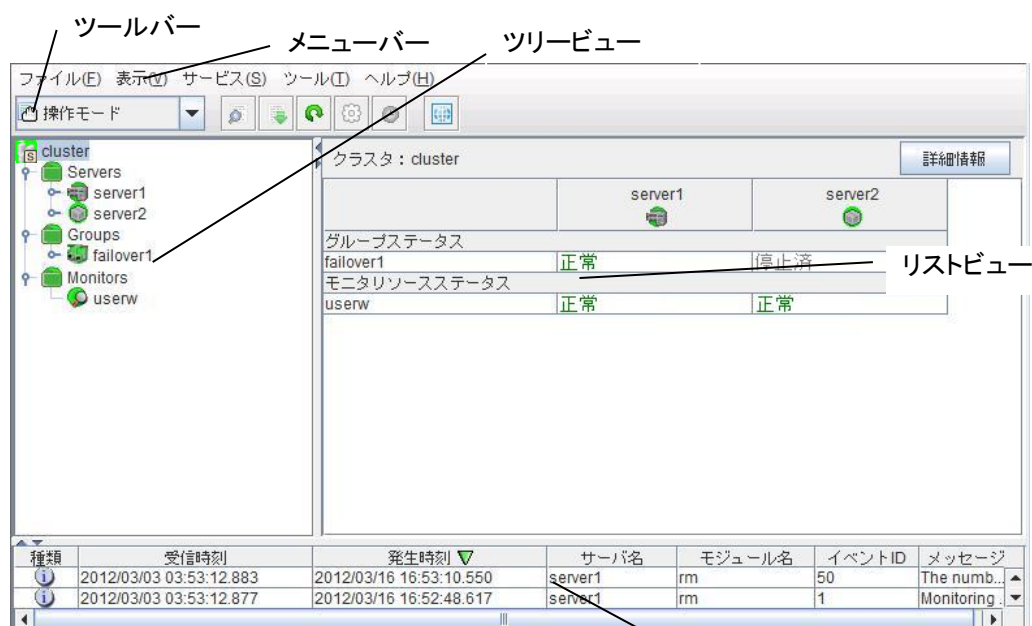 ツールバー
メニューバー
ツリービュー
ファイル(F) 表示(V) サービス(S) ツール(T) ヘルプ(H)
操作モード
cluster
Servers
server1
server2
Groups
failover1
Monitors
userw
クラスタ : cluster
詳細情報
server1 server2
グループステータス
failover1 正常 停止済
リストビュー
モニタリソースステータス
userw 正常 正常
種類 受信時刻 発生時刻 サーバ名 モジュール名 イベントID メッセージ
2012/03/03 03:53:12.883 2012/03/16 16:53:10.550 server1 rm 50 The numb...
2012/03/03 03:53:12.877 2012/03/16 16:52:48.617 server1 rm 1 Monitoring .